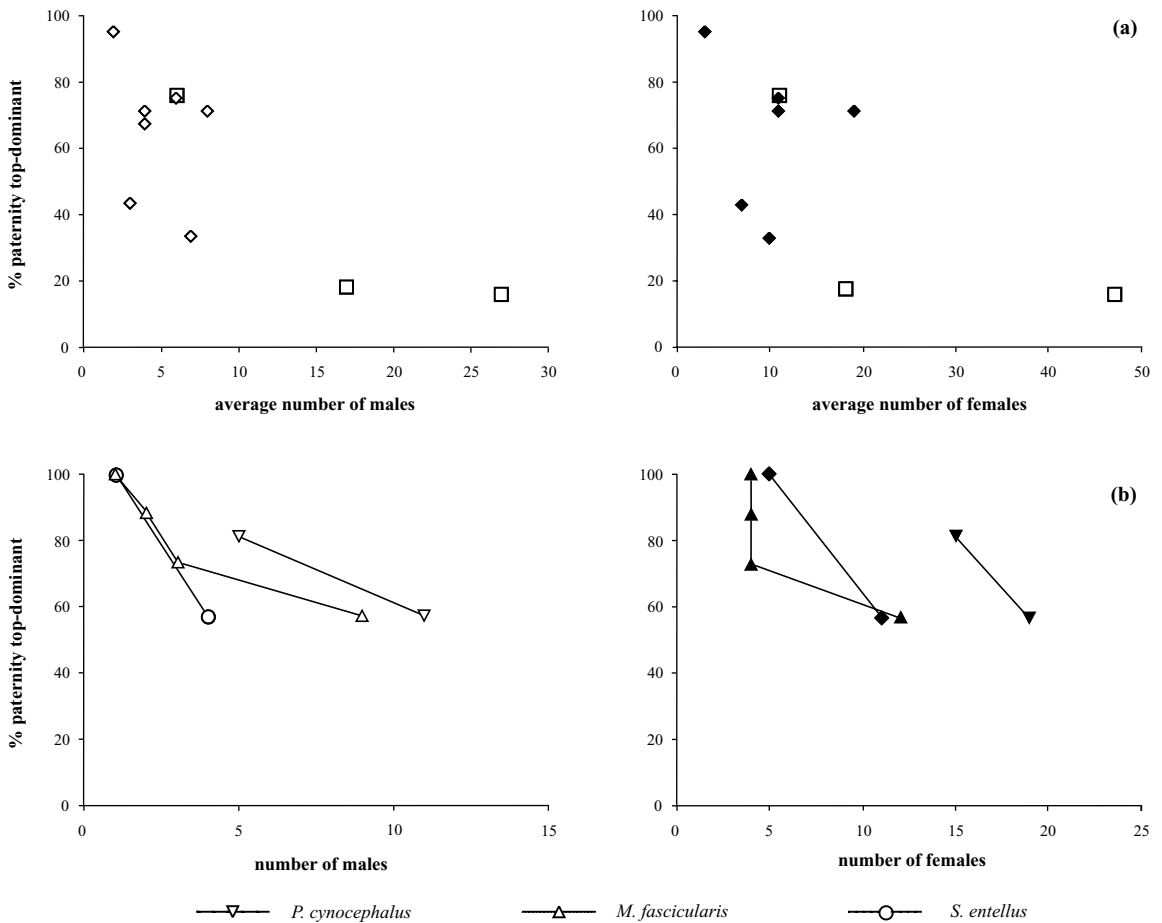 (a)
% paternity top-dominant
100
80
60
40
20
0
0 5 10 15 20 25 30
average number of males
100
80
60
40
20
0
0 10 20 30 40 50
average number of females
(b)
% paternity top-dominant
100
80
60
40
20
0
0 5 10 15
number of males
100
80
60
40
20
0
0 5 10 15 20 25
number of females
P. cynocephalus M. fascicularis S. entellus